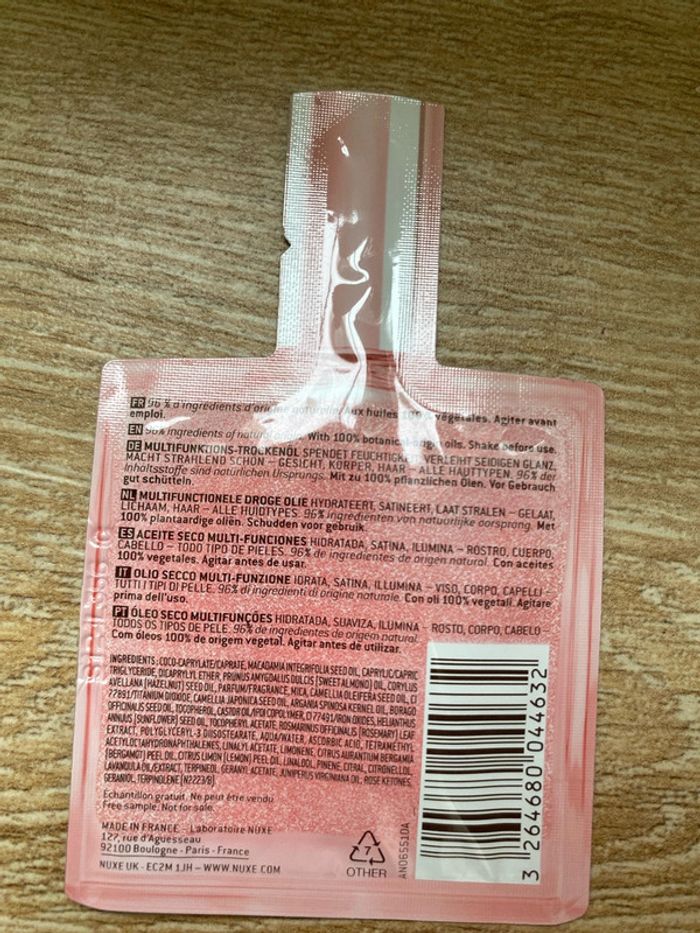 FR 96 % d'ingrédients d'origine naturelle. Aux huiles 100% végétales. Agiter avant
emploi.
EN 96% ingredients of natural With 100% botanical oils. Shake before use.
DE MULTIFUNKTIONS-TROCKENÖL SPENDET FEUCHTIGKEIT VERLEIHT SEIDIGEN GLANZ,
MACHT STRAHLEND SCHÖN – GESICHT, KÖRPER, HAAR – ALLE HAUTTYPEN. 96% der
Inhaltsstoffe sind natürlichen Ursprungs. Mit zu 100% pflanzlichen Ölen. Vor Gebrauch
gut schütteln.
NL MULTIFUNCTIONELE DROGE OLIE HYDRATEERT, SATINEERT, LAAT STRALEN – GELAAT,
LICHAAM, HAAR – ALLE HUIDTYPES. 96% ingrediënten van natuurlijke oorsprong. Met
100% plantaardige oliën. Schudden voor gebruik.
ES ACEITE SECO MULTI-FUNCIONES HIDRATADA, SATINA, ILUMINA – ROSTRO, CUERPO,
CABELLO – TODO TIPO DE PIELES. 96% de ingredientes de origen natural. Con aceites
100% vegetales. Agitar antes de usar.
IT OLIO SECCO MULTI-FUNZIONE IDRATA, SATINA, ILLUMINA – VISO, CORPO, CAPELLI -
TUTTI I TIPI DI PELLE. 96% di ingredienti di origine naturale. Con oli 100% vegetali. Agitare
prima dell'uso.
PT ÓLEO SECO MULTIFUNÇÕES HIDRATADA, SUAVIZA, ILUMINA – ROSTO, CORPO, CABELO –
TODOS OS TIPOS DE PELE. 96% de ingredientes de origem natural.
Com óleos 100% de origem vegetal. Agitar antes de utilizar.
INGREDIENTS: COCO-CAPRYLATE/CAPRATE, MACADAMIA INTEGRIFOLIA SEED OIL, CAPRYLIC/CAPRIC
TRIGLYCERIDE, DICAPRYLYL ETHER, PRUNUS AMYGDALUS DULCIS (SWEET ALMOND) OIL, CORYLUS
AVELLANA (HAZELNUT) SEED OIL, PARFUM/FRAGRANCE, MICA, CAMELLIA OLEIFERA SEED OIL, CI
77891/TITANIUM DIOXIDE, CAMELLIA JAPONICA SEED OIL, ARGANIA SPINOSA KERNEL OIL, BORAGO
OFFICINALIS SEED OIL, TOCOPHEROL, CASTOR OIL/IPDI COPOLYMER, CI 77491/IRON OXIDES, HELIANTHUS
ANNUUS (SUNFLOWER) SEED OIL, TOCOPHERYL ACETATE, ROSMARINUS OFFICINALIS (ROSEMARY) LEAF
EXTRACT, POLYGLYCERYL-3 DIISOSTEARATE, AQUA/WATER, ASCORBIC ACID, TETRAMETHYL
ACETYLOCTAHYDRONAPHTHALENES, LINALYL ACETATE, LIMONENE, CITRUS AURANTIUM BERGAMIA
(BERGAMOT) PEEL OIL, CITRUS LIMON (LEMON) PEEL OIL, LINALOOL, PINENE, CITRAL, CITRONELLOL,
LAVANDULA OIL/EXTRACT, TERPINEOL, GERANYL ACETATE, JUNIPERUS VIRGINIANA OIL, ROSE KETONES,
GERANIOL, TERPINOLENE (N2223/B)
Echantillon gratuit. Ne peut être vendu
Free sample. Not for sale.
MADE IN FRANCE - Laboratoire NUXE
127, rue d'Aguesseau
92100 Boulogne - Paris - France
NUXE UK - EC2M 1JH – WWW.NUXE.COM
7
OTHER
AN06551OA
3 264680 044632